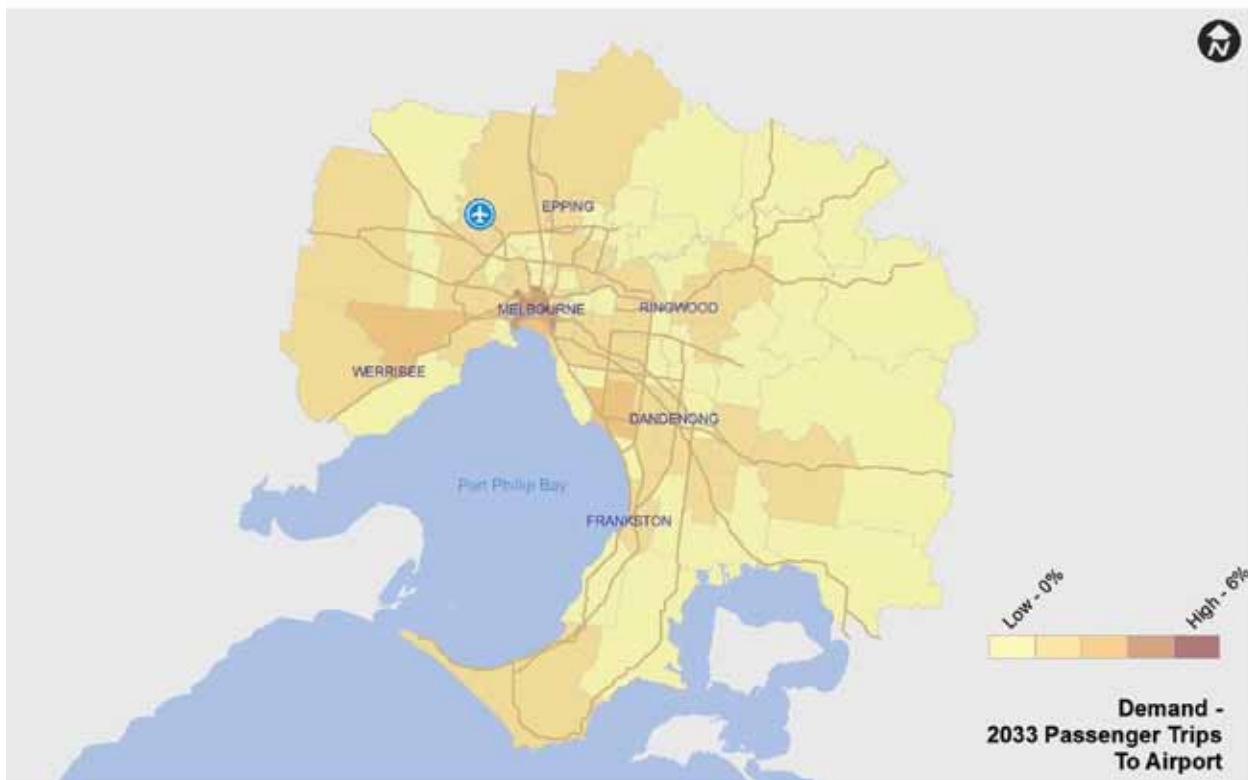 N
EPPING
MELBOURNE
RINGWOOD
WERRIBEE
DANDENONG
Port Phillip Bay
FRANKSTON
Low - 0%
High - 6%
Demand -
2033 Passenger Trips
To Airport